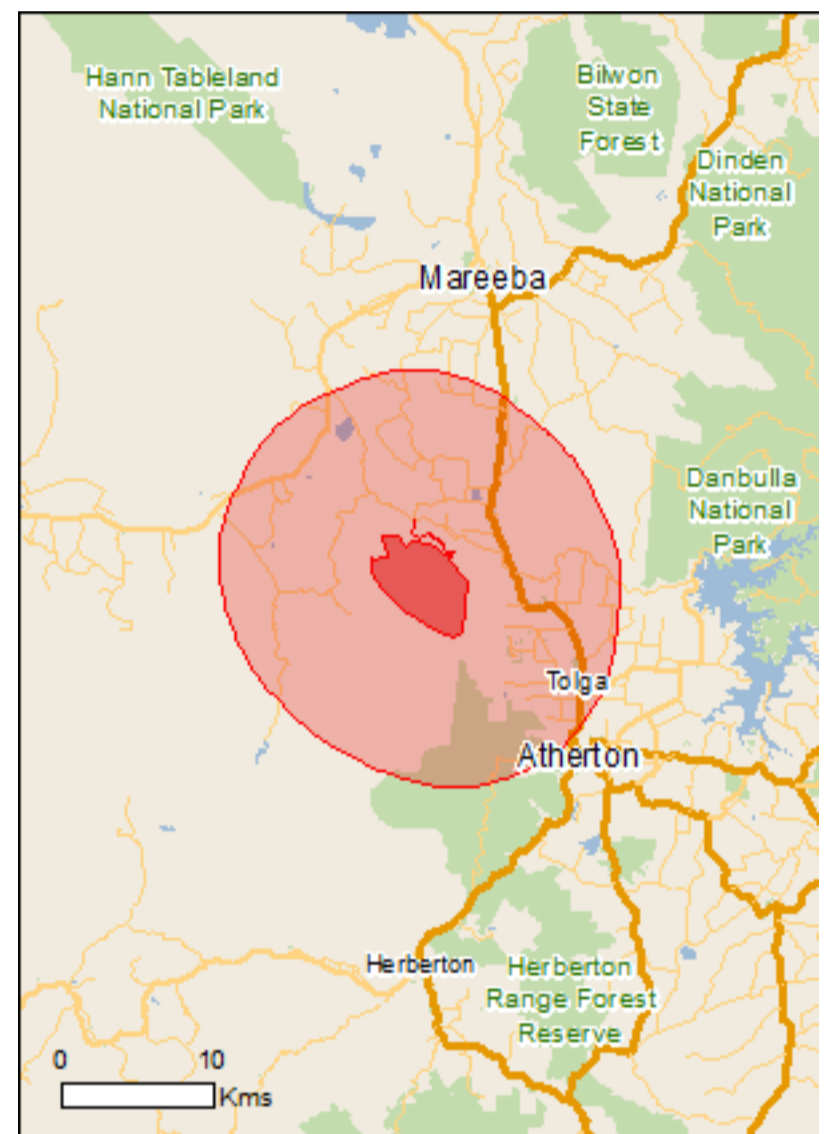 Hann Tableland
National Park
Bilwon
State
Forest
Dinden
National
Park
Mareeba
Danbulla
National
Park
Tolga
Atherton
Herberton
Herberton
Range Forest
Reserve
0 10
Kms